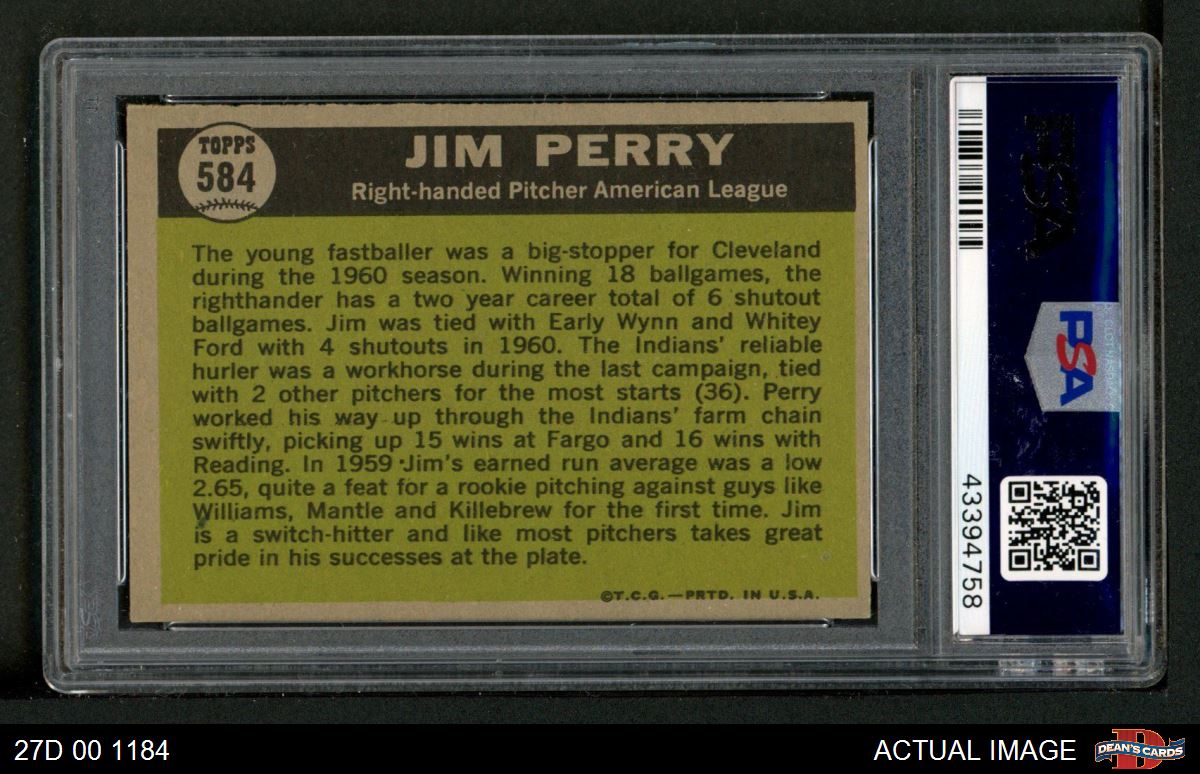 TOPPS
584
JIM PERRY
Right-handed Pitcher American League
The young fastballer was a big-stopper for Cleveland
during the 1960 season. Winning 18 ballgames, the
righthander has a two year career total of 6 shutout
ballgames. Jim was tied with Early Wynn and Whitey
Ford with 4 shutouts in 1960. The Indians' reliable
hurler was a workhorse during the last campaign, tied
with 2 other pitchers for the most starts (36). Perry
worked his way up through the Indians' farm chain
swiftly, picking up 15 wins at Fargo and 16 wins with
Reading. In 1959 Jim's earned run average was a low
2.65, quite a feat for a rookie pitching against guys like
Williams, Mantle and Killebrew for the first time. Jim
is a switch-hitter and like most pitchers takes great
pride in his successes at the plate.
©T.C.G.—PRTD. IN U.S.A.
PSA
PSA
43394758
27D 00 1184
ACTUAL IMAGE
DEAN'S CARDS